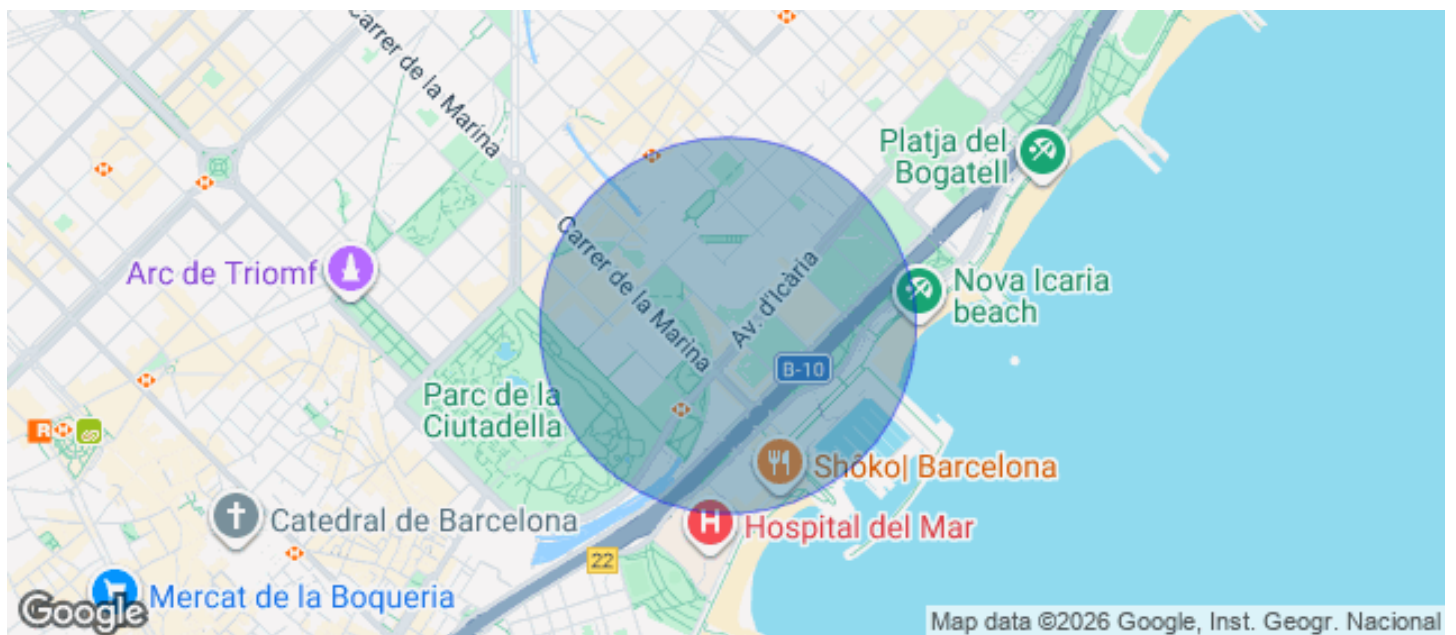 Carrer de la Marina
Platja del
Bogatell
Arc de Triomf
Carrer de la Marina
Av. d'Icària
Nova Icaria
beach
B-10
Parc de la
Ciutadella
R
Shôko| Barcelona
Catedral de Barcelona
H
Hospital del Mar
22
Mercat de la Boqueria
Google
Map data ©2026 Google, Inst. Geogr. Nacional